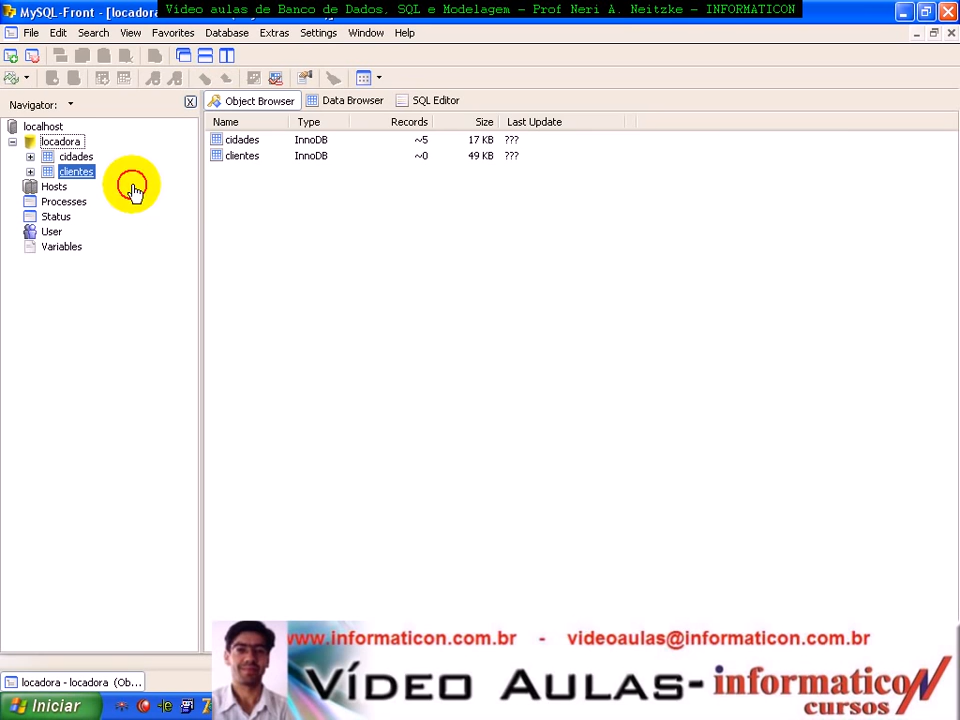 MySQL-Front - [locadora
Vídeo aulas de Banco de Dados, SQL e Modelagem - Prof Neri A. Neitzke - INFORMATICON
File Edit Search View Favorites Database Extras Settings Window Help
Navigator:
Object Browser Data Browser SQL Editor
localhost
locadora
cidades
clientes
Hosts
Processes
Status
User
Variables
Name Type Records Size Last Update
cidades InnoDB ~5 17 KB ???
clientes InnoDB ~0 49 KB ???
www.informaticon.com.br - videoaulas@informaticon.com.br
Vídeo Aulas- informaticon
cursos
locadora - locadora (Ob...
Iniciar